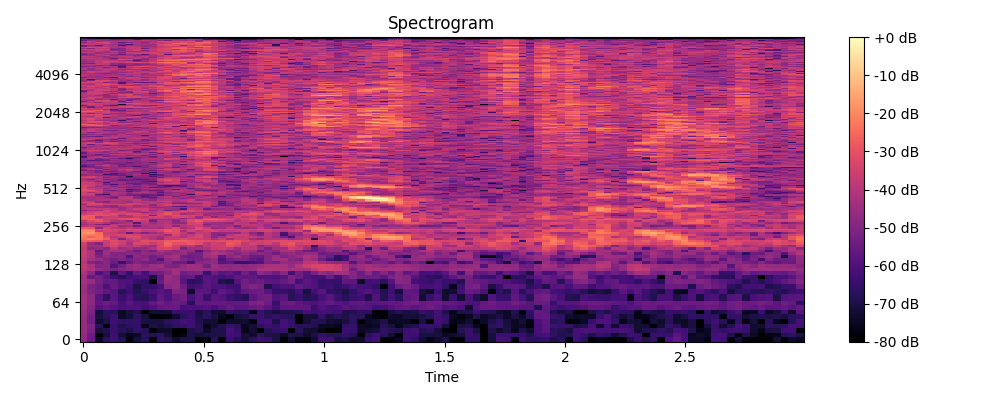 Spectrogram
Hz
4096
2048
1024
512
256
128
64
0
0
0.5
1
1.5
2
2.5
Time
+0 dB
-10 dB
-20 dB
-30 dB
-40 dB
-50 dB
-60 dB
-70 dB
-80 dB